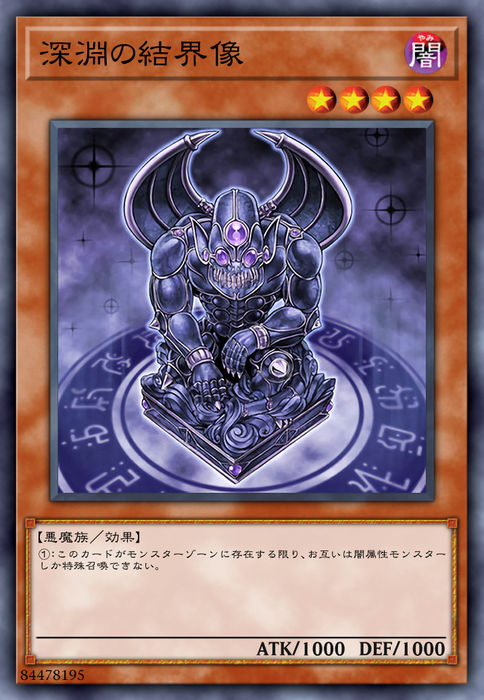 深淵の結界像
やみ
闇
【悪魔族／効果】
①：このカードがモンスターゾーンに存在する限り、お互いは闇属性モンスター
しか特殊召喚できない。
ATK/1000 DEF/1000
84478195